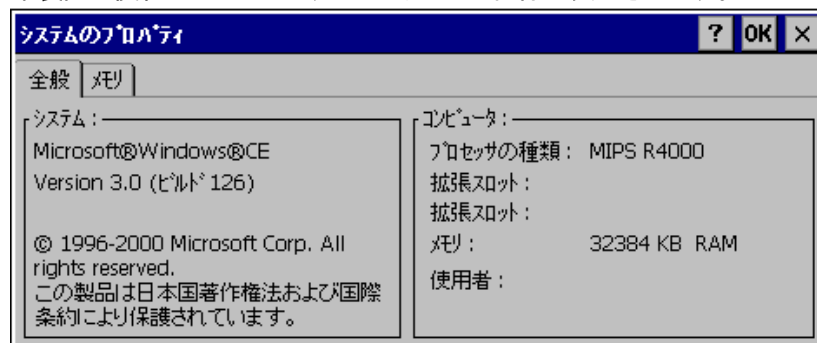 ｼｽﾃﾑのﾌﾟﾛﾊﾟﾃｨ
? OK ×
全般 ﾒﾓﾘ
ｼｽﾃﾑ：
Microsoft®Windows®CE
Version 3.0 (ﾋﾞﾙﾄﾞ 126)
© 1996-2000 Microsoft Corp. All
rights reserved.
この製品は日本国著作権法および国際
条約により保護されています。
ｺﾝﾋﾟｭｰﾀ：
ﾌﾟﾛｾｯｻの種類： MIPS R4000
拡張ｽﾛｯﾄ：
拡張ｽﾛｯﾄ：
ﾒﾓﾘ： 32384 KB RAM
使用者：